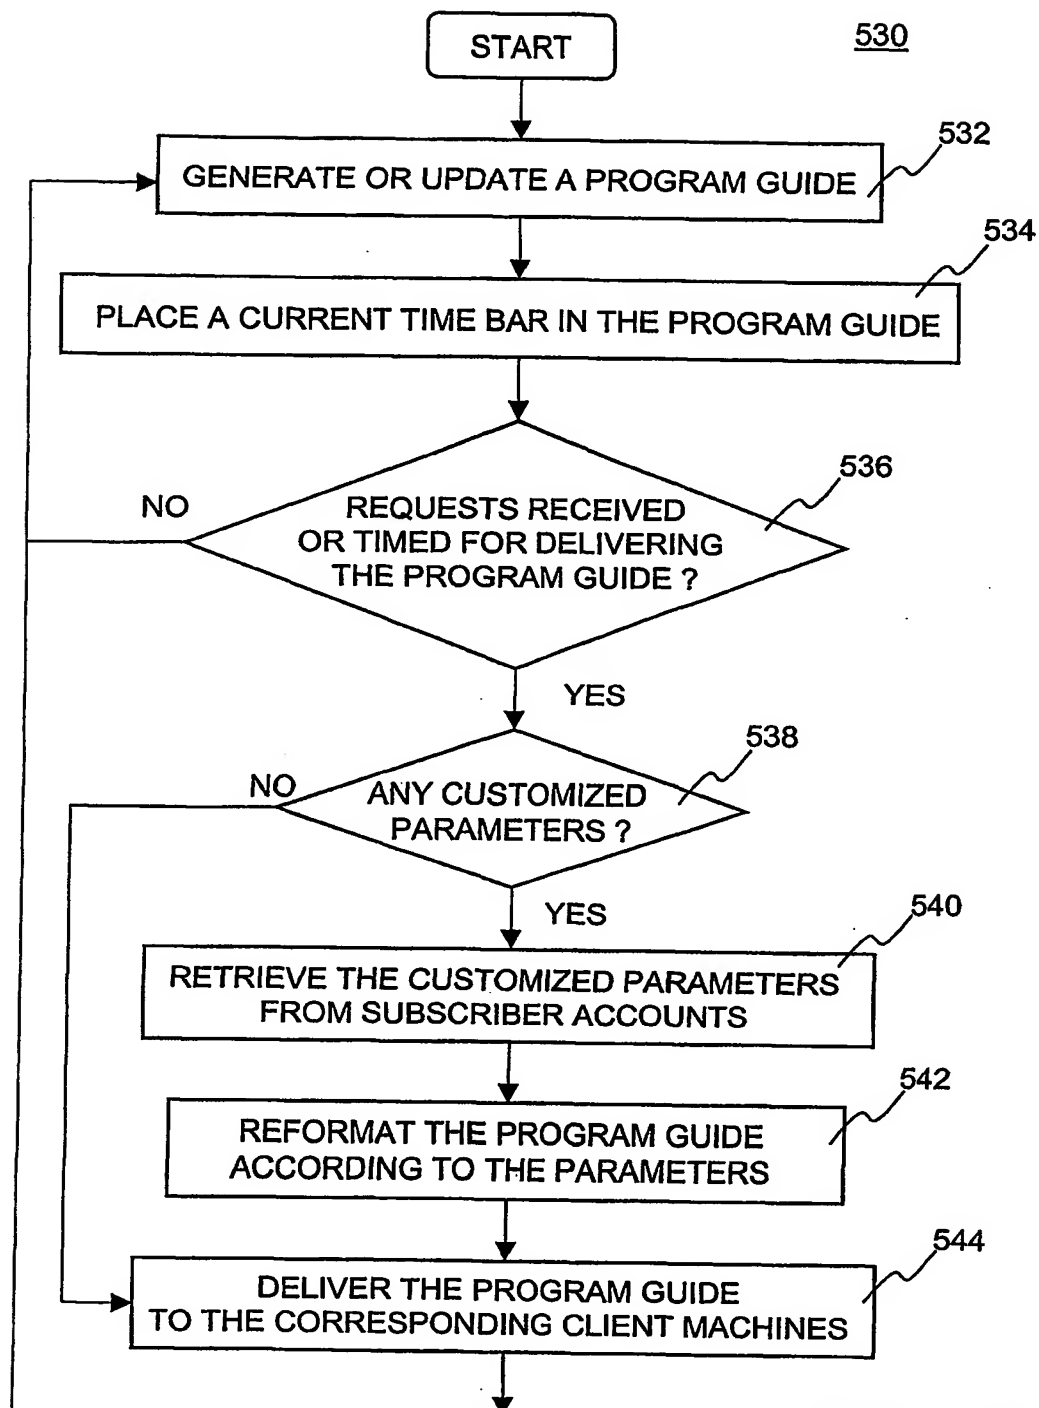 START
530
532
GENERATE OR UPDATE A PROGRAM GUIDE
534
PLACE A CURRENT TIME BAR IN THE PROGRAM GUIDE
536
NO
REQUESTS RECEIVED
OR TIMED FOR DELIVERING
THE PROGRAM GUIDE ?
YES
538
NO
ANY CUSTOMIZED
PARAMETERS ?
YES
540
RETRIEVE THE CUSTOMIZED PARAMETERS
FROM SUBSCRIBER ACCOUNTS
542
REFORMAT THE PROGRAM GUIDE
ACCORDING TO THE PARAMETERS
544
DELIVER THE PROGRAM GUIDE
TO THE CORRESPONDING CLIENT MACHINES